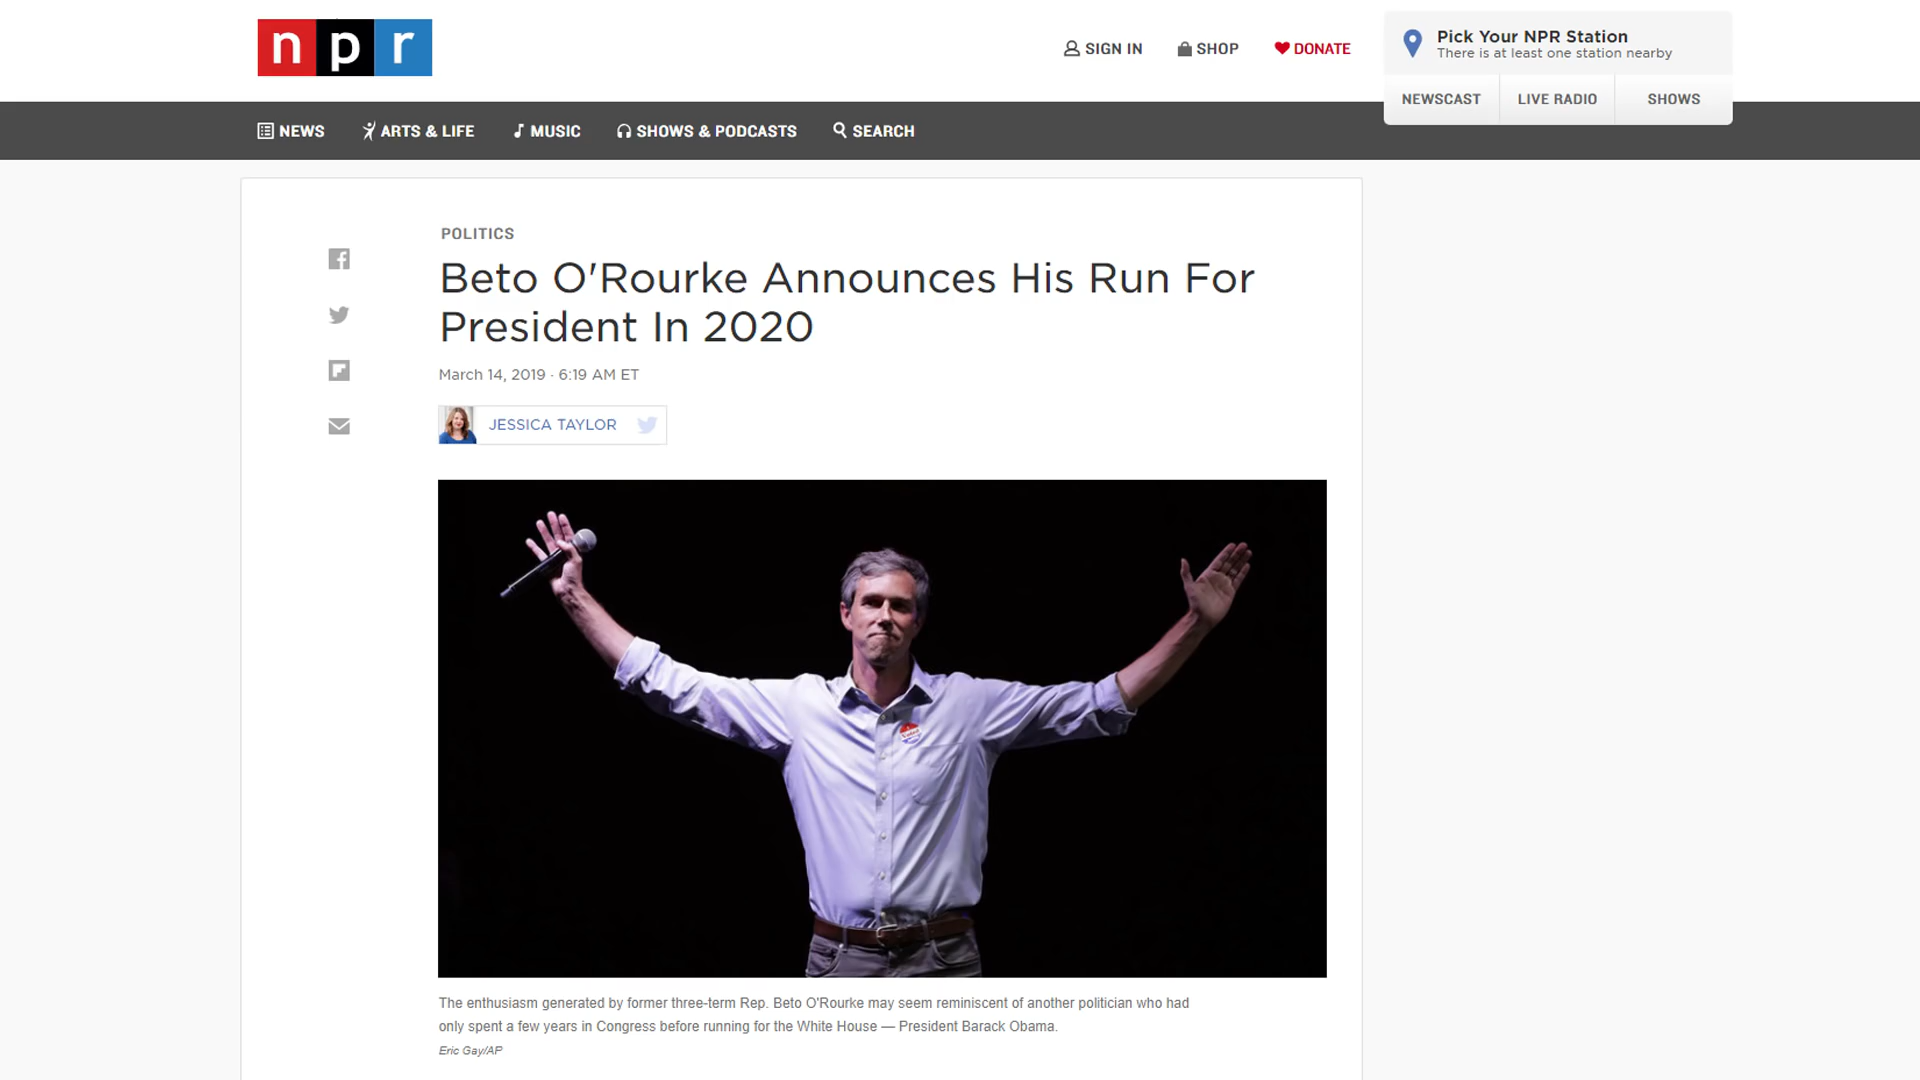 npr
SIGN IN
SHOP
DONATE
Pick Your NPR Station
There is at least one station nearby
NEWSCAST
LIVE RADIO
SHOWS
NEWS
ARTS & LIFE
MUSIC
SHOWS & PODCASTS
SEARCH
POLITICS
Beto O'Rourke Announces His Run For
President In 2020
March 14, 2019 · 6:19 AM ET
JESSICA TAYLOR
The enthusiasm generated by former three-term Rep. Beto O'Rourke may seem reminiscent of another politician who had
only spent a few years in Congress before running for the White House — President Barack Obama.
Eric Gay/AP